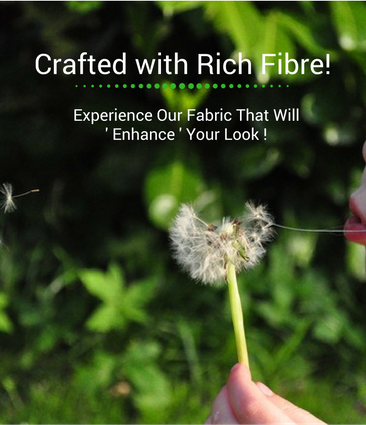 Crafted with Rich Fibre!
Experience Our Fabric That Will
' Enhance ' Your Look !